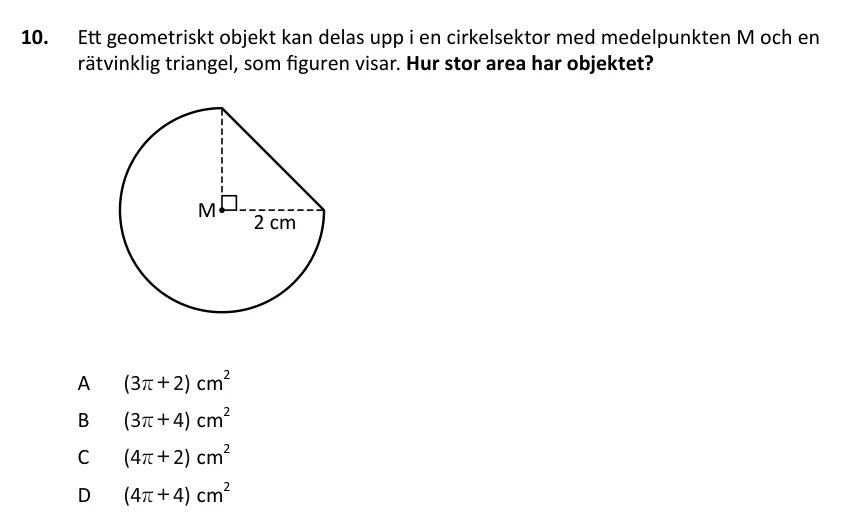 10. Ett geometriskt objekt kan delas upp i en cirkelsektor med medelpunkten M och en
rätvinklig triangel, som figuren visar. Hur stor area har objektet?
M
2 cm
A (3π + 2) cm²
B (3π + 4) cm²
C (4π + 2) cm²
D (4π + 4) cm²